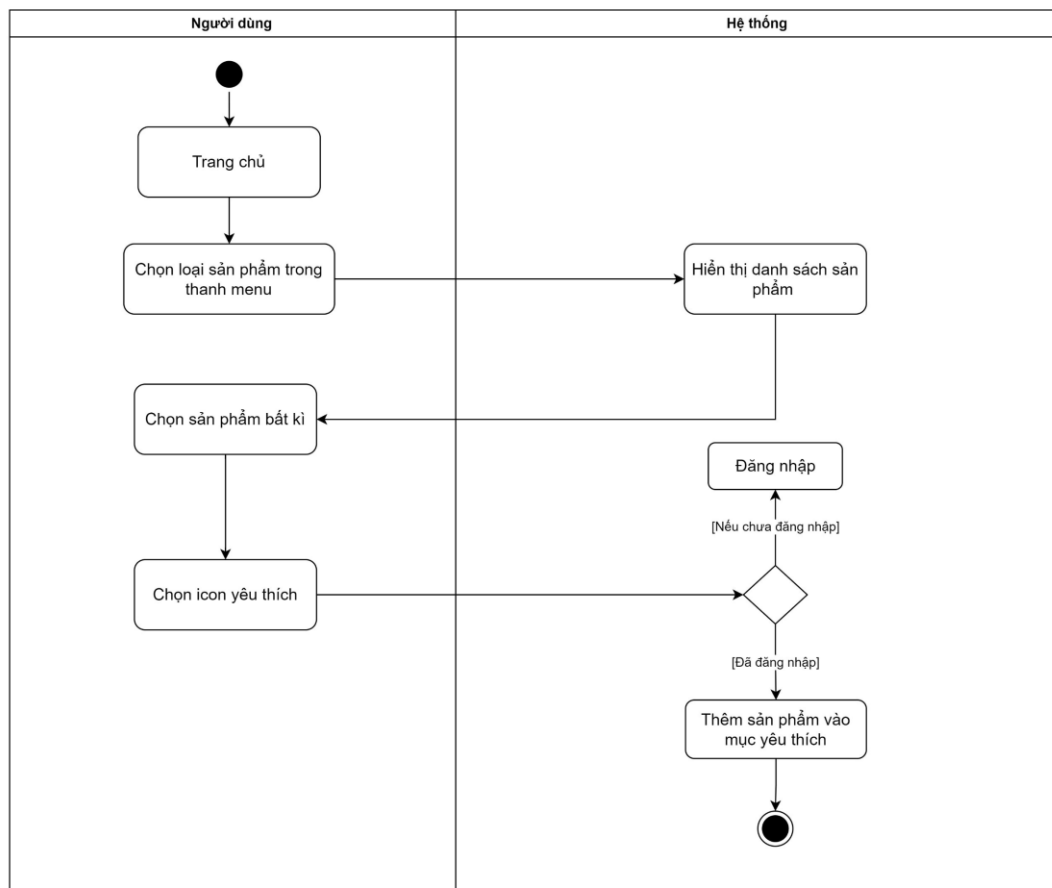 Người dùng
Hệ thống
Trang chủ
Chọn loại sản phẩm trong
thanh menu
Hiển thị danh sách sản
phẩm
Chọn sản phẩm bất kì
Đăng nhập
[Nếu chưa đăng nhập]
Chọn icon yêu thích
[Đã đăng nhập]
Thêm sản phẩm vào
mục yêu thích